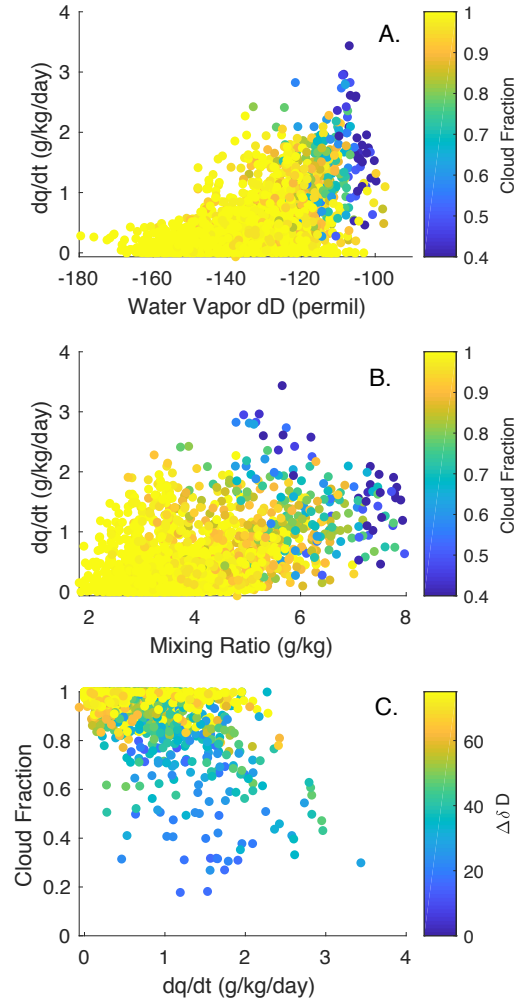 A.
4
3
2
1
0
dq/dt (g/kg/day)
-180 -160 -140 -120 -100
Water Vapor dD (permil)
1
0.9
0.8
0.7
0.6
0.5
0.4
Cloud Fraction
B.
4
3
2
1
0
dq/dt (g/kg/day)
2 4 6 8
Mixing Ratio (g/kg)
1
0.9
0.8
0.7
0.6
0.5
0.4
Cloud Fraction
C.
1
0.8
0.6
0.4
0.2
0
Cloud Fraction
0 1 2 3 4
dq/dt (g/kg/day)
60
40
20
0
Δ δ D